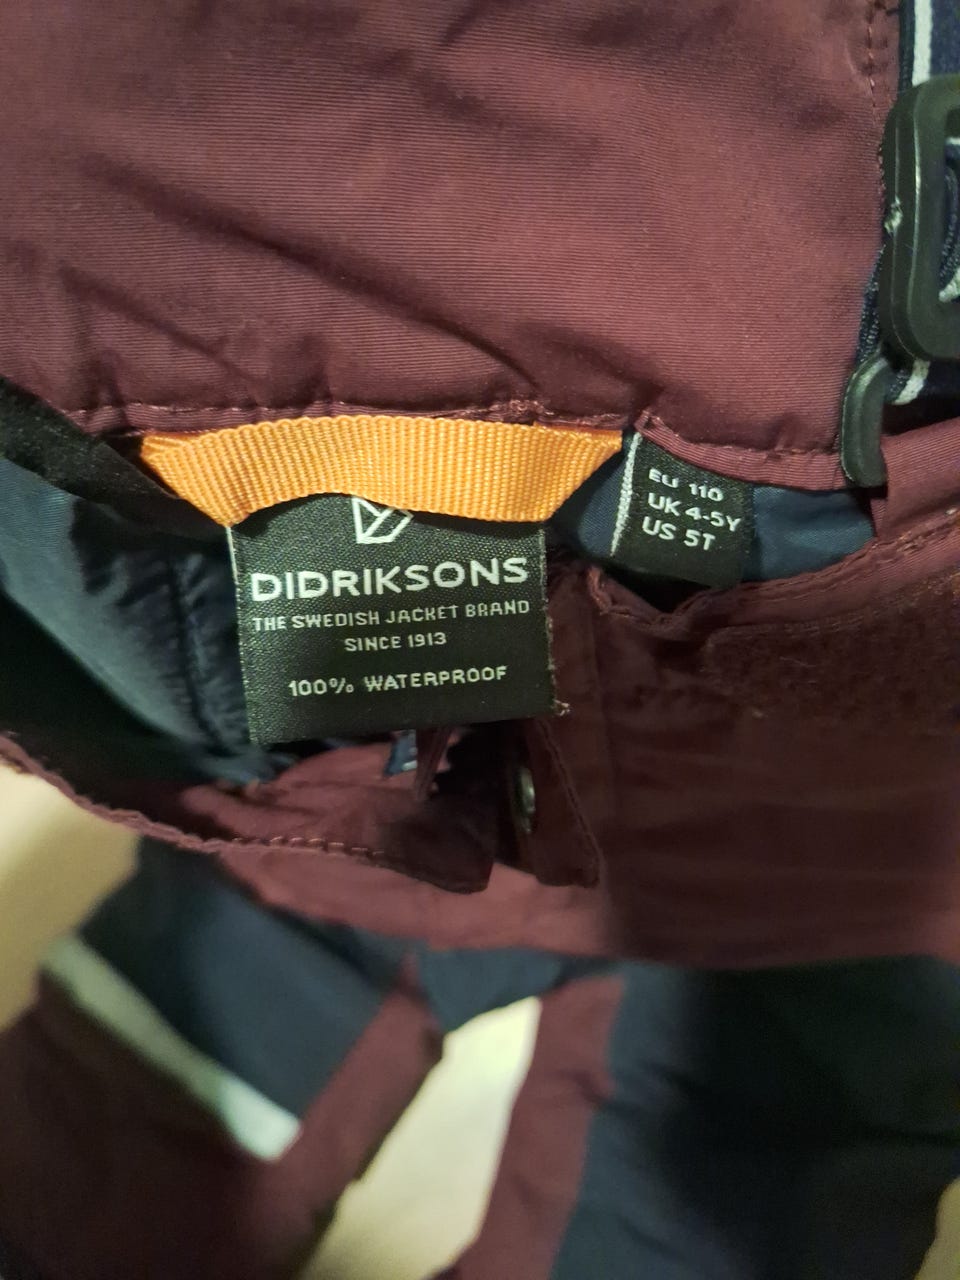 DIDRIKSONS
THE SWEDISH JACKET BRAND
SINCE 1913
100% WATERPROOF
EU 110
UK 4-5Y
US 5T